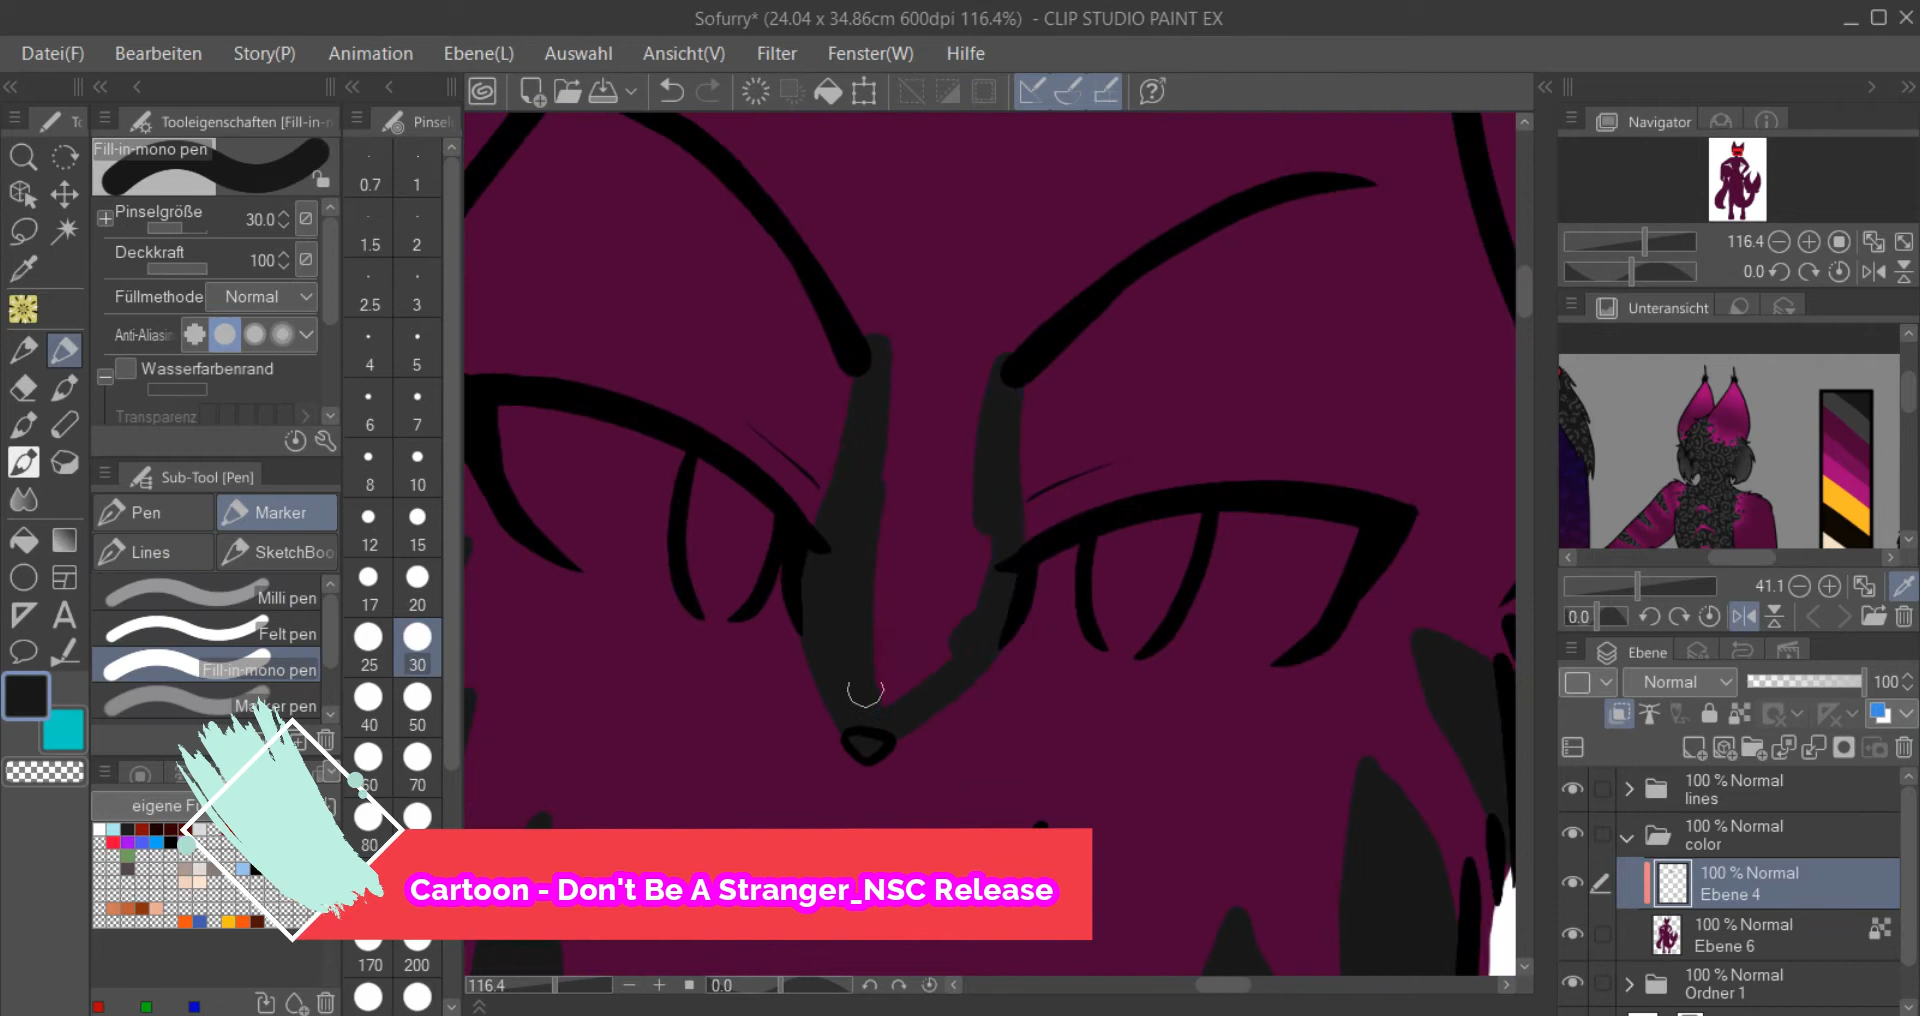 Sofurry* (24.04 x 34.86cm 600dpi 116.4%) - CLIP STUDIO PAINT EX
Datei(F) Bearbeiten Story(P) Animation Ebene(L) Auswahl Ansicht(V) Filter Fenster(W) Hilfe
Tooleigenschaften [Fill-in-
Pinsel
Navigator
Fill-in-mono pen
Pinselgröße 30.0
Deckkraft 100
Füllmethode Normal
Anti-Aliasin
Wasserfarbenrand
Transparenz
0.7 1
1.5 2
2.5 3
4 5
6 7
8 10
12 15
17 20
25 30
40 50
60 70
80
170 200
Sub-Tool [Pen]
Pen Marker
Lines SketchBoo
Milli pen
Felt pen
Fill-in-mono pen
Marker pen
eigene F
Cartoon - Don't Be A Stranger_NSC Release
116.4 0.0
116.4
0.0
Unteransicht
41.1
0.0
Ebene
Normal 100
100 % Normal
lines
100 % Normal
color
100 % Normal
Ebene 4
100 % Normal
Ebene 6
100 % Normal
Ordner 1